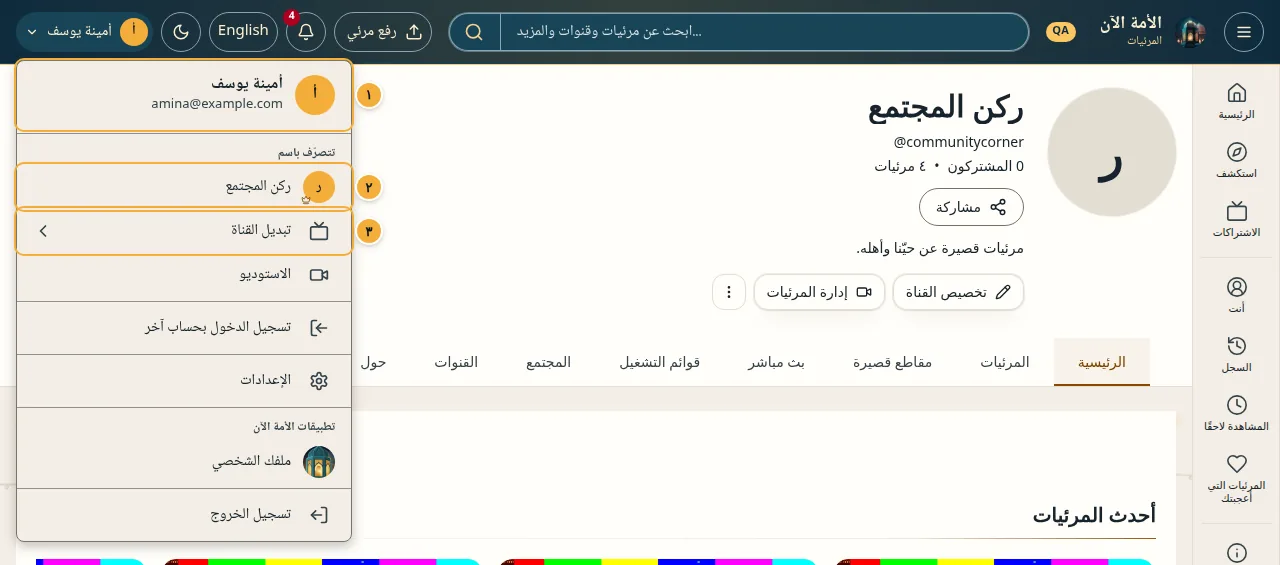 الأمة الآن
المرئيات
QA
ابحث عن مرئيات وقنوات والمزيد...
رفع مرئي
4
English
أ
أمينة يوسف
الرئيسية
استكشف
الاشتراكات
أنت
السجل
المشاهدة لاحقًا
المرئيات التي
أعجبتك
ر
ركن المجتمع
@communitycorner
0 المشتركون • ٤ مرئيات
مشاركة
مرئيات قصيرة عن حيّنا وأهله.
تخصيص القناة
إدارة المرئيات
الرئيسية
المرئيات
مقاطع قصيرة
بث مباشر
قوائم التشغيل
المجتمع
القنوات
حول
أحدث المرئيات
١
أ
أمينة يوسف
amina@example.com
تتصرّف باسم
٢
ر
ركن المجتمع
٣
تبديل القناة
الاستوديو
تسجيل الدخول بحساب آخر
الإعدادات
تطبيقات الأمة الآن
ملفك الشخصي
تسجيل الخروج